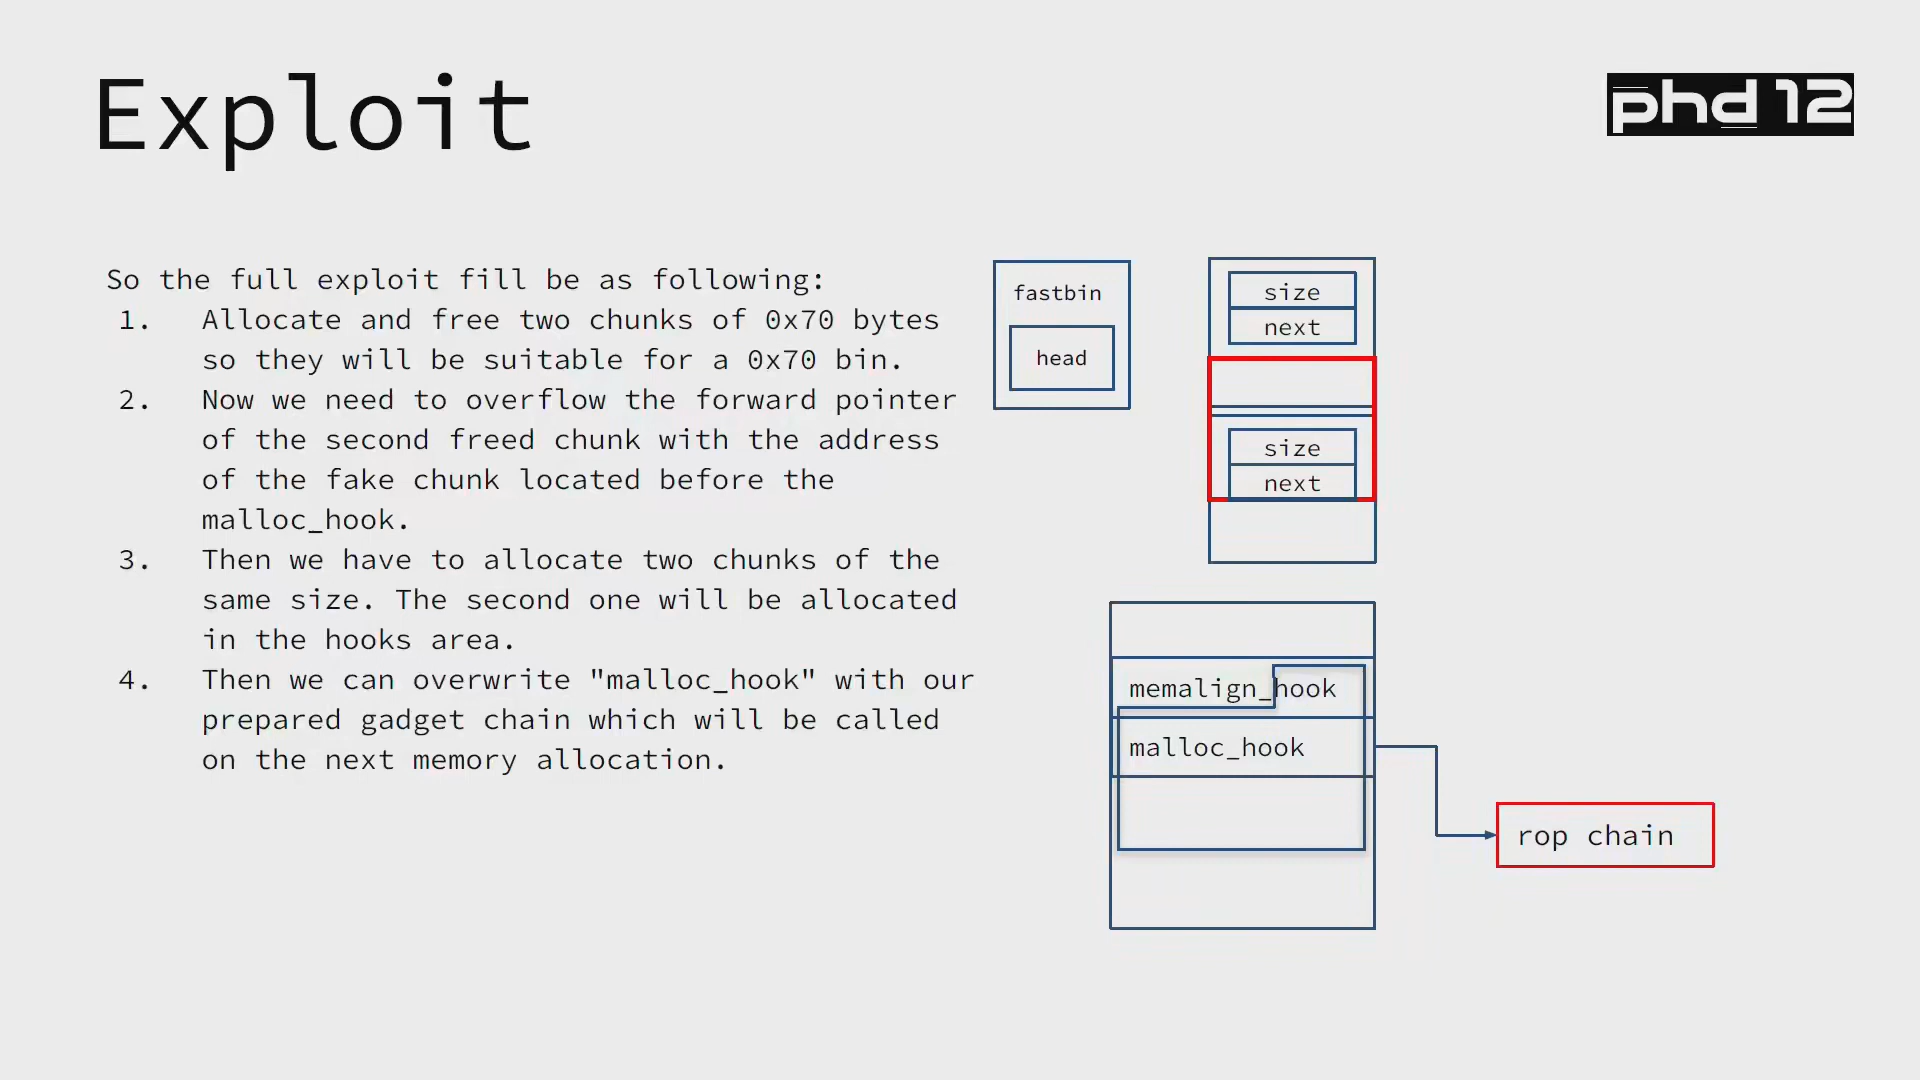 Exploit
phd 12
So the full exploit fill be as following:
1. Allocate and free two chunks of 0x70 bytes
so they will be suitable for a 0x70 bin.
2. Now we need to overflow the forward pointer
of the second freed chunk with the address
of the fake chunk located before the
malloc_hook.
3. Then we have to allocate two chunks of the
same size. The second one will be allocated
in the hooks area.
4. Then we can overwrite "malloc_hook" with our
prepared gadget chain which will be called
on the next memory allocation.
fastbin
head
size
next
size
next
memalign_hook
malloc_hook
rop chain